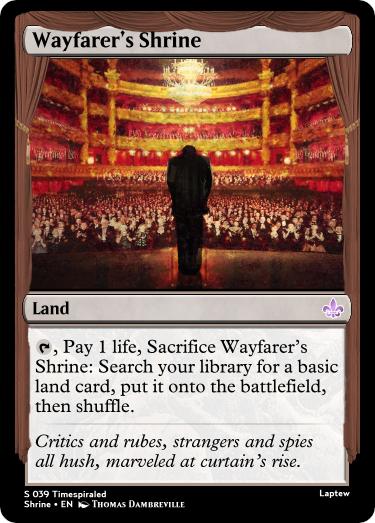 Wayfarer's Shrine
Land
, Pay 1 life, Sacrifice Wayfarer's
Shrine: Search your library for a basic
land card, put it onto the battlefield,
then shuffle.
Critics and rubes, strangers and spies
all hush, marveled at curtain's rise.
S 039 Timespiraled
Laptew
Shrine • EN Thomas Dambreville